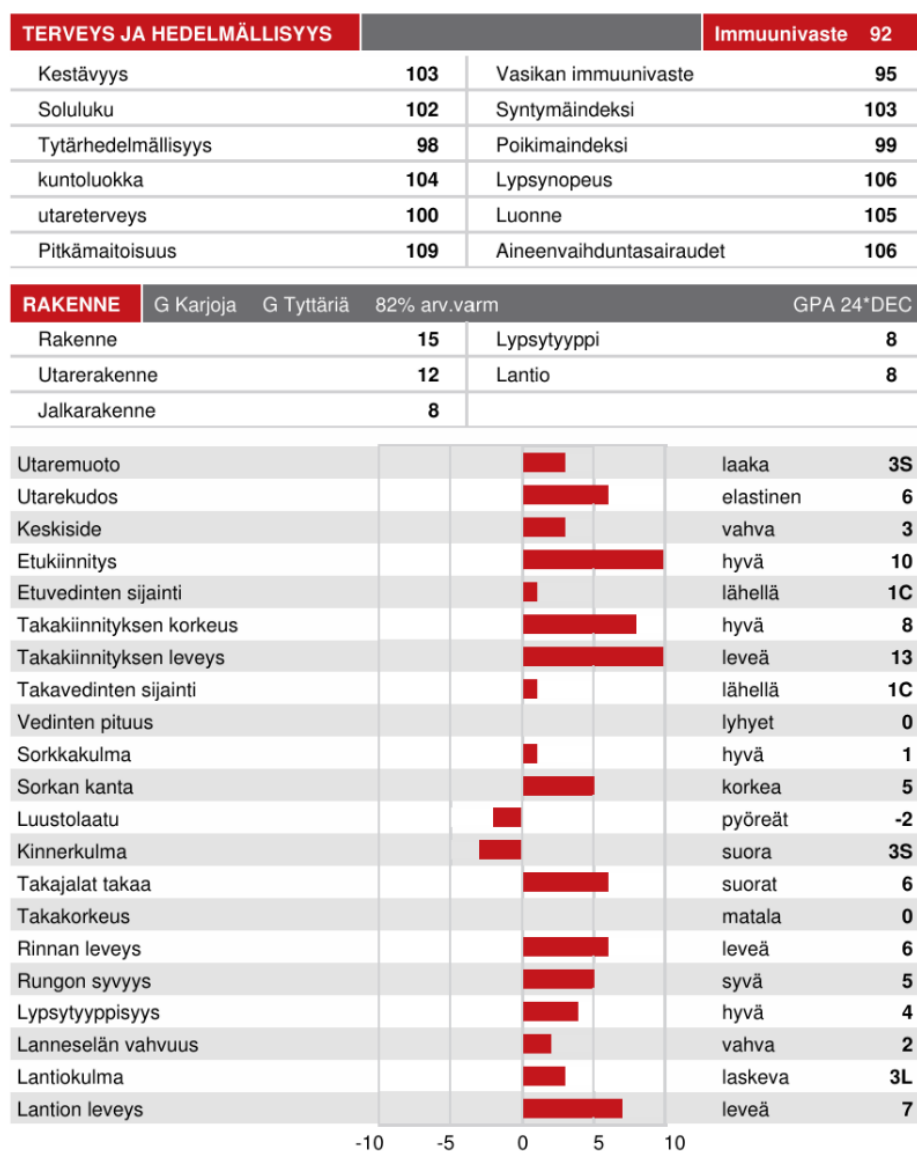 TERVEYS JA HEDELMÄLLISYYS Immuunivaste 92
Kestävyys 103 Vasikan immuunivaste 95
Soluluku 102 Syntymäindeksi 103
Tytärhedelmällisyys 98 Poikimaindeksi 99
kuntoluokka 104 Lypsynopeus 106
utareterveys 100 Luonne 105
Pitkämaitoisuus 109 Aineenvaihduntasairaudet 106
RAKENNE G Karjoja G Tyttäriä 82% arv.varm GPA 24*DEC
Rakenne 15 Lypsytyyppi 8
Utarerakenne 12 Lantio 8
Jalkarakenne 8
Utaremuoto laaka 3S
Utarekudos elastinen 6
Keskiside vahva 3
Etukiinnitys hyvä 10
Etuvedinten sijainti lähellä 1C
Takakiinnityksen korkeus hyvä 8
Takakiinnityksen leveys leveä 13
Takavedinten sijainti lähellä 1C
Vedinten pituus lyhyet 0
Sorkkakulma hyvä 1
Sorkan kanta korkea 5
Luustolaatu pyöreät -2
Kinnerkulma suora 3S
Takajalat takaa suorat 6
Takakorkeus matala 0
Rinnan leveys leveä 6
Rungon syvyys syvä 5
Lypsytyyppisyys hyvä 4
Lanneselän vahvuus vahva 2
Lantiokulma laskeva 3L
Lantion leveys leveä 7
-10 -5 0 5 10